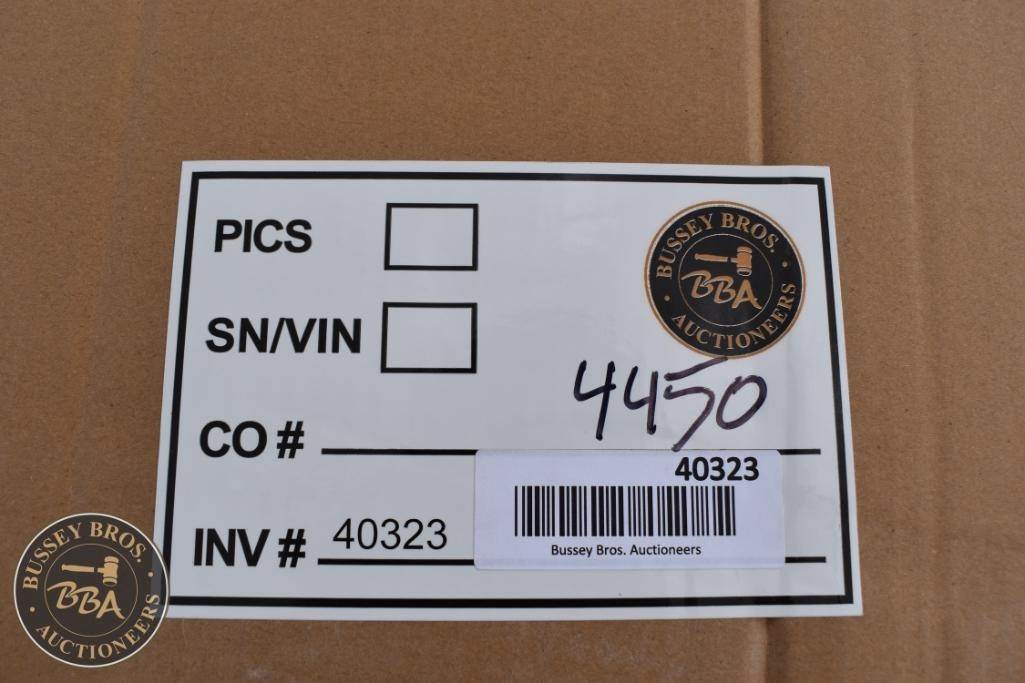 PICS
SN/VIN
BUSSEY BROS.
BBA
AUCTIONEERS
4450
CO #
40323
INV # 40323
Bussey Bros. Auctioneers
BUSSEY BROS.
BBA
AUCTIONEERS